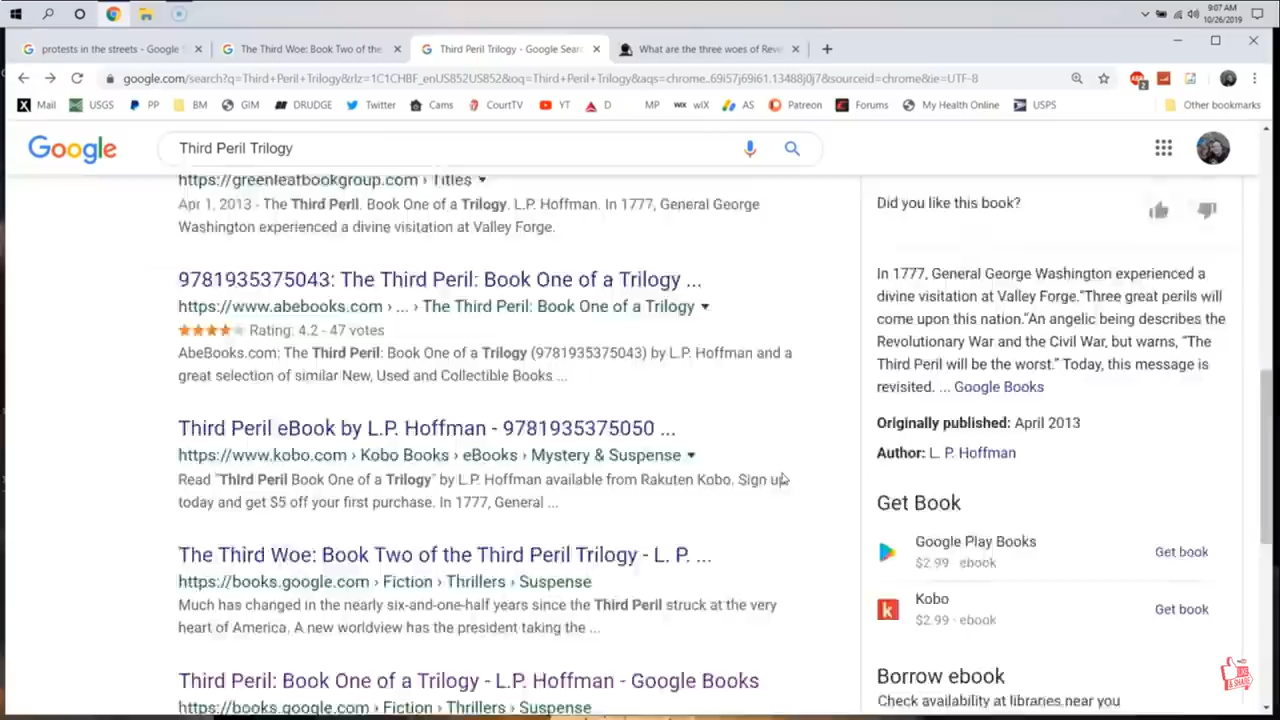 9:07 AM
10/26/2019
protests in the streets - Google
The Third Woe: Book Two of the
Third Peril Trilogy - Google Sear
What are the three woes of Reve
google.com/search?q=Third+Peril+Trilogy&rlz=1C1CHBF_enUS852US852&oq=Third+Peril+Trilogy&aqs=chrome..69i57j69i61.13488j0j7&sourceid=chrome&ie=UTF-8
2
X Mail
USGS
PP
BM
GIM
DRUDGE
Twitter
Cams
CourtTV
YT
D
MP
WIX wIX
AS
Patreon
Forums
My Health Online
USPS
Other bookmarks
Google
Third Peril Trilogy
https://greenleafbookgroup.com › Titles
Apr 1, 2013 - The Third Peril. Book One of a Trilogy. L.P. Hoffman. In 1777, General George
Washington experienced a divine visitation at Valley Forge.
9781935375043: The Third Peril: Book One of a Trilogy ...
https://www.abebooks.com › ... › The Third Peril: Book One of a Trilogy
Rating: 4.2 - 47 votes
AbeBooks.com: The Third Peril: Book One of a Trilogy (9781935375043) by L.P. Hoffman and a
great selection of similar New, Used and Collectible Books ...
Third Peril eBook by L.P. Hoffman - 9781935375050 ...
https://www.kobo.com › Kobo Books › eBooks › Mystery & Suspense
Read "Third Peril Book One of a Trilogy" by L.P. Hoffman available from Rakuten Kobo. Sign up
today and get $5 off your first purchase. In 1777, General ...
The Third Woe: Book Two of the Third Peril Trilogy - L. P. ...
https://books.google.com › Fiction › Thrillers › Suspense
Much has changed in the nearly six-and-one-half years since the Third Peril struck at the very
heart of America. A new worldview has the president taking the ...
Third Peril: Book One of a Trilogy - L.P. Hoffman - Google Books
https://books.google.com › Fiction › Thrillers › Suspense
Did you like this book?
In 1777, General George Washington experienced a
divine visitation at Valley Forge."Three great perils will
come upon this nation."An angelic being describes the
Revolutionary War and the Civil War, but warns, "The
Third Peril will be the worst." Today, this message is
revisited. ... Google Books
Originally published: April 2013
Author: L. P. Hoffman
Get Book
Google Play Books
$2.99 · ebook
Get book
k
Kobo
$2.99 · ebook
Get book
Borrow ebook
Check availability at libraries near you
LIKE
& SHARE